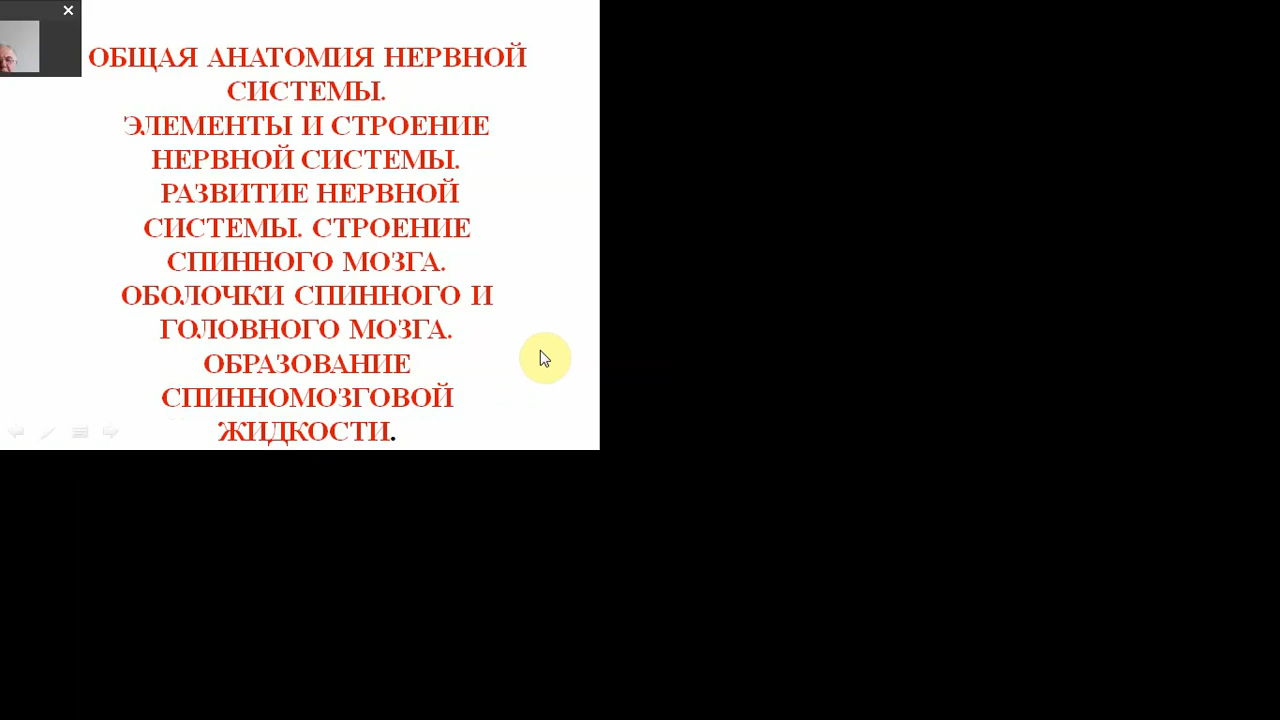 ОБЩАЯ АНАТОМИЯ НЕРВНОЙ
СИСТЕМЫ.
ЭЛЕМЕНТЫ И СТРОЕНИЕ
НЕРВНОЙ СИСТЕМЫ.
РАЗВИТИЕ НЕРВНОЙ
СИСТЕМЫ. СТРОЕНИЕ
СПИННОГО МОЗГА.
ОБОЛОЧКИ СПИННОГО И
ГОЛОВНОГО МОЗГА.
ОБРАЗОВАНИЕ
СПИННОМОЗГОВОЙ
ЖИДКОСТИ.